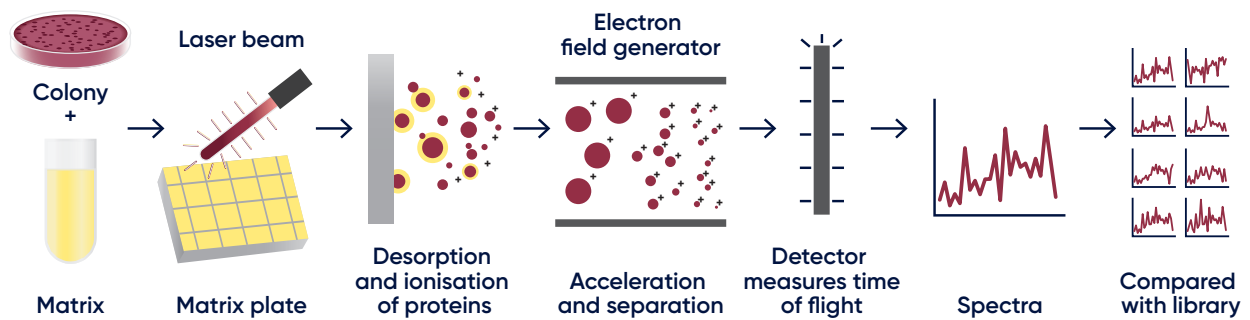 Colony
+
Matrix
Laser beam
Matrix plate
Desorption
and ionisation
of proteins
Electron
field generator
Acceleration
and separation
Detector
measures time
of flight
Spectra
Compared
with library